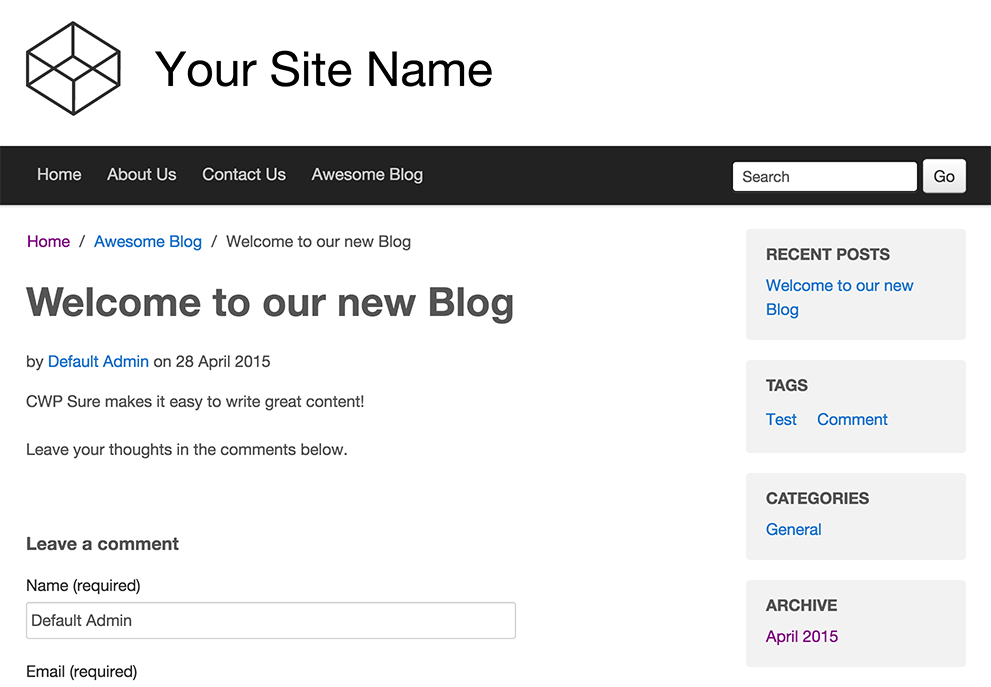 Your Site Name
Home About Us Contact Us Awesome Blog Search Go
Home / Awesome Blog / Welcome to our new Blog
Welcome to our new Blog
by Default Admin on 28 April 2015
CWP Sure makes it easy to write great content!
Leave your thoughts in the comments below.
Leave a comment
Name (required)
Default Admin
Email (required)
RECENT POSTS
Welcome to our new
Blog
TAGS
Test Comment
CATEGORIES
General
ARCHIVE
April 2015